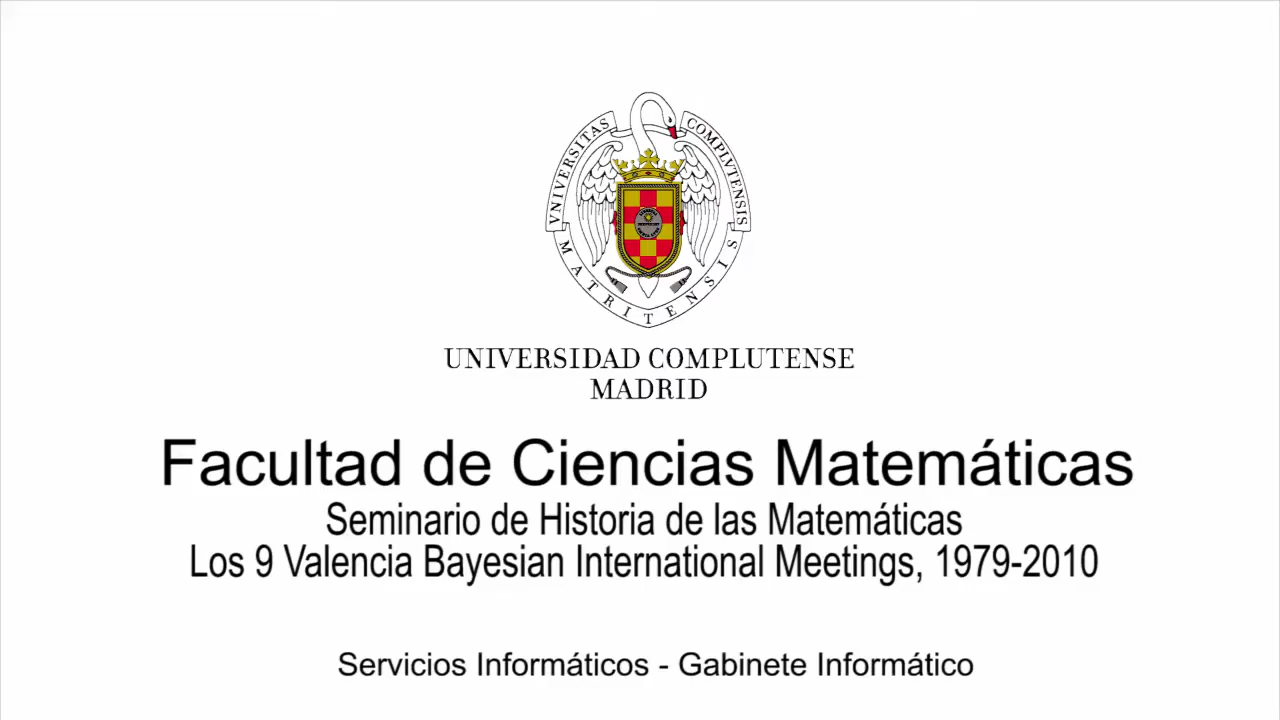 VNIVERSITAS COMPLVTENSIS
MATRITENSIS
UNIVERSIDAD COMPLUTENSE
MADRID
Facultad de Ciencias Matemáticas
Seminario de Historia de las Matemáticas
Los 9 Valencia Bayesian International Meetings, 1979-2010
Servicios Informáticos - Gabinete Informático